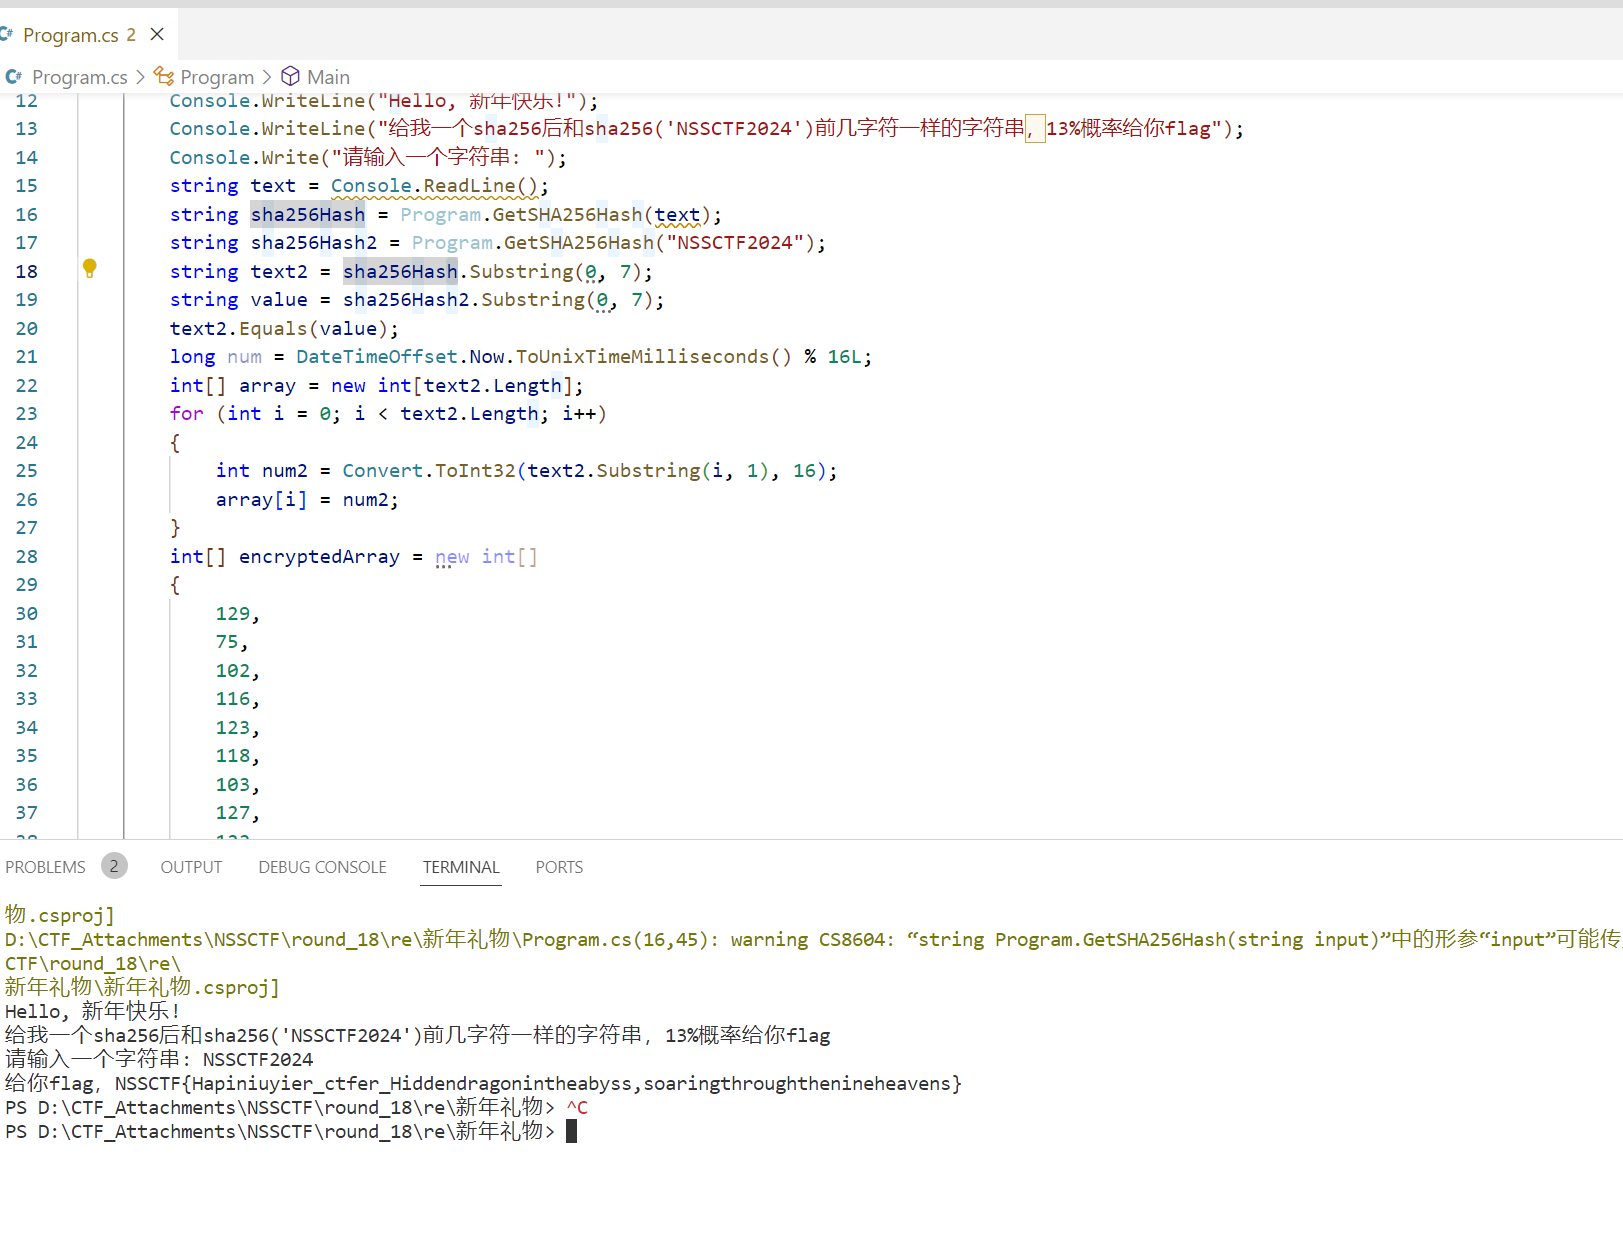 Program.cs 2
Program.cs > Program > Main
12 Console.WriteLine("Hello, 新年快乐!");
13 Console.WriteLine("给我一个sha256后和sha256('NSSCTF2024')前几字符一样的字符串，13%概率给你flag");
14 Console.Write("请输入一个字符串: ");
15 string text = Console.ReadLine();
16 string sha256Hash = Program.GetSHA256Hash(text);
17 string sha256Hash2 = Program.GetSHA256Hash("NSSCTF2024");
18 string text2 = sha256Hash.Substring(0, 7);
19 string value = sha256Hash2.Substring(0, 7);
20 text2.Equals(value);
21 long num = DateTimeOffset.Now.ToUnixTimeMilliseconds() % 16L;
22 int[] array = new int[text2.Length];
23 for (int i = 0; i < text2.Length; i++)
24 {
25 int num2 = Convert.ToInt32(text2.Substring(i, 1), 16);
26 array[i] = num2;
27 }
28 int[] encryptedArray = new int[]
29 {
30 129,
31 75,
32 102,
33 116,
34 123,
35 118,
36 103,
37 127,
PROBLEMS 2 OUTPUT DEBUG CONSOLE TERMINAL PORTS
物.csproj]
D:\CTF_Attachments\NSSCTF\round_18\re\新年礼物\Program.cs(16,45): warning CS8604: “string Program.GetSHA256Hash(string input)”中的形参“input”可能传
CTF\round_18\re\
新年礼物\新年礼物.csproj]
Hello, 新年快乐!
给我一个sha256后和sha256('NSSCTF2024')前几字符一样的字符串，13%概率给你flag
请输入一个字符串: NSSCTF2024
给你flag, NSSCTF{Hapiniuyier_ctfer_Hiddendragonintheabyss,soaringthroughthenineheavens}
PS D:\CTF_Attachments\NSSCTF\round_18\re\新年礼物> ^C
PS D:\CTF_Attachments\NSSCTF\round_18\re\新年礼物>